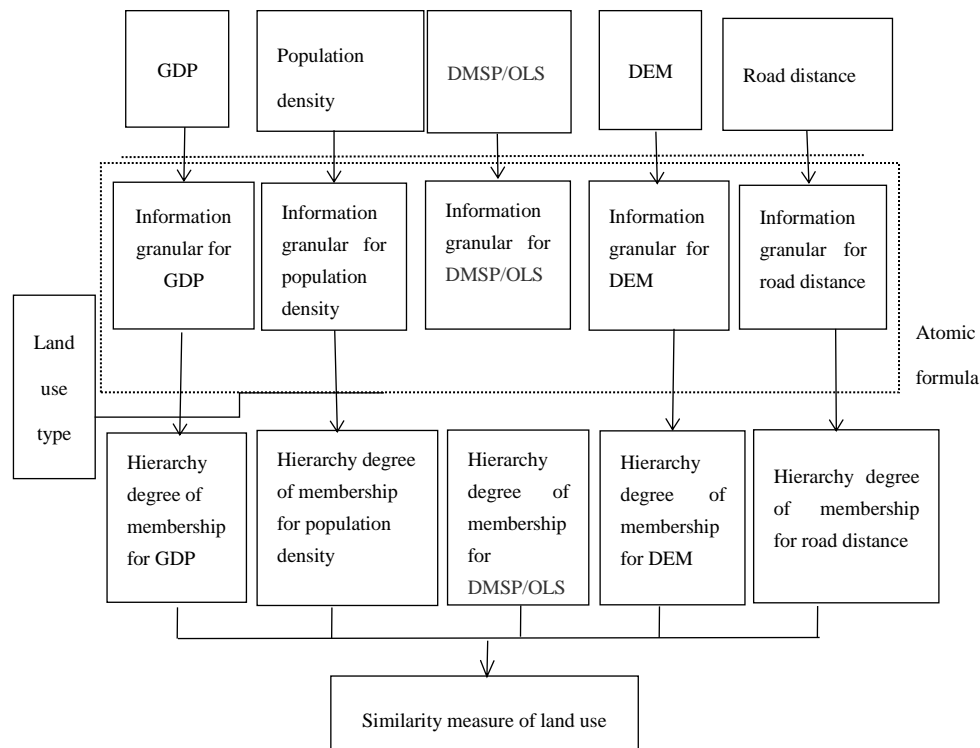 GDP
Population
density
DMSP/OLS
DEM
Road distance
Information
granular for
GDP
Information
granular for
population
density
Information
granular for
DMSP/OLS
Information
granular for
DEM
Information
granular for
road distance
Land
use
type
Atomic
formula
Hierarchy
degree of
membership
for GDP
Hierarchy degree
of membership
for population
density
Hierarchy
degree of
membership
for
DMSP/OLS
Hierarchy
degree of
membership
for DEM
Hierarchy degree
of membership
for road distance
Similarity measure of land use